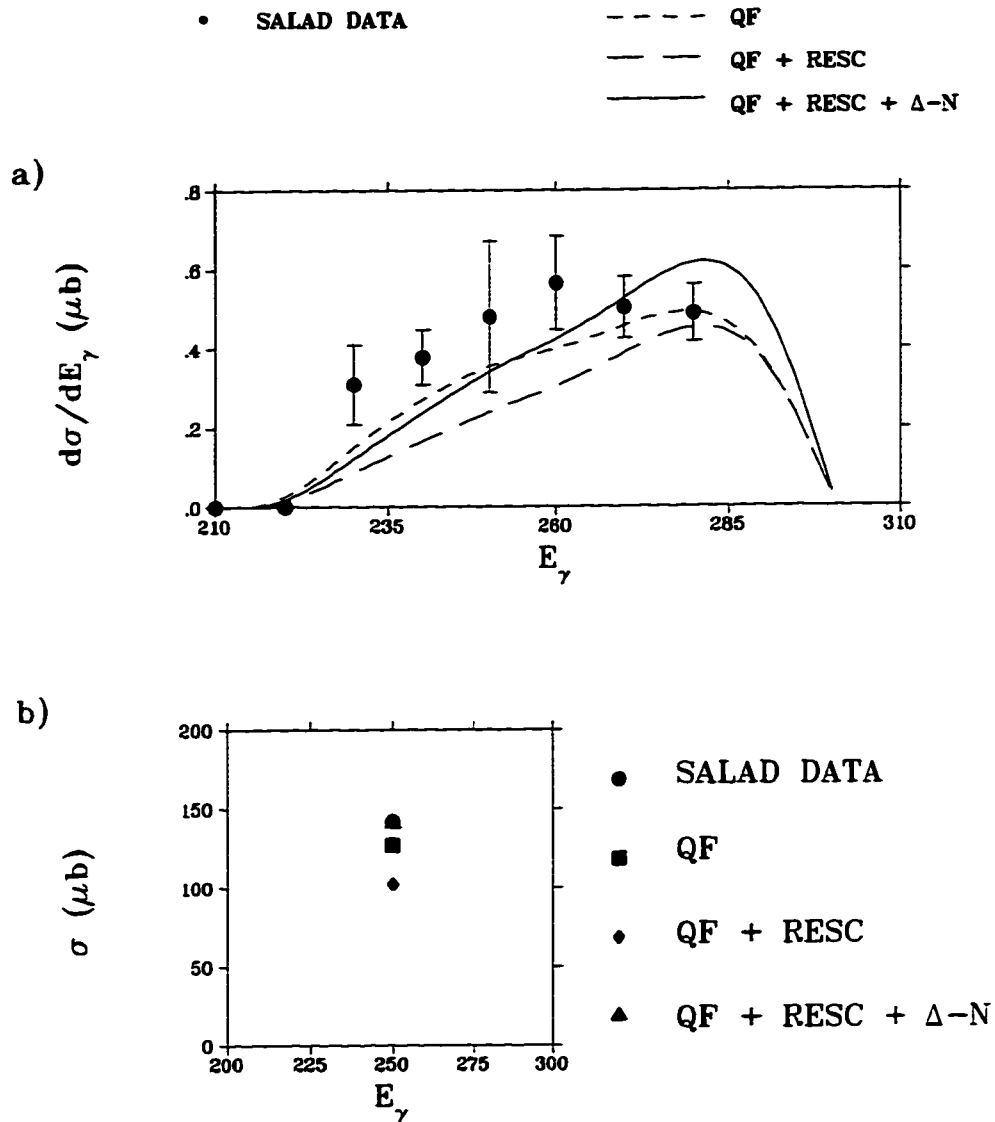 SALAD DATA
QF
QF + RESC
QF + RESC + Δ-N
a)
.8
.6
.4
.2
.0
dσ/dE_γ (μb)
210 235 260 285 310
E_γ
b)
200
150
100
50
0
σ (μb)
200 225 250 275 300
E_γ
SALAD DATA
QF
QF + RESC
QF + RESC + Δ-N